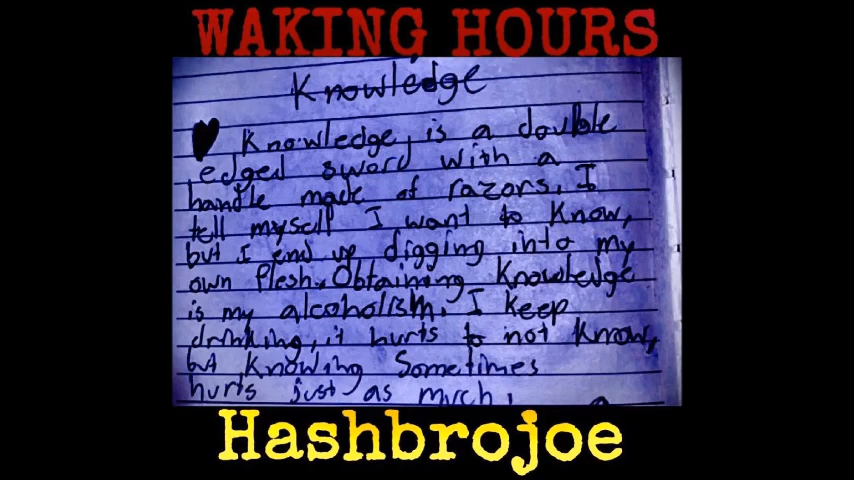 WAKING HOURS
Knowledge
♥ Knowledge, is a double
edged sword with a
handle made of razors, I
tell myself I want to know,
but I end up digging into my
own flesh. Obtaining Knowledge
is my alcoholism. I keep
drinking, it hurts to not know,
but knowing sometimes
hurts just as much.
Hashbrojoe